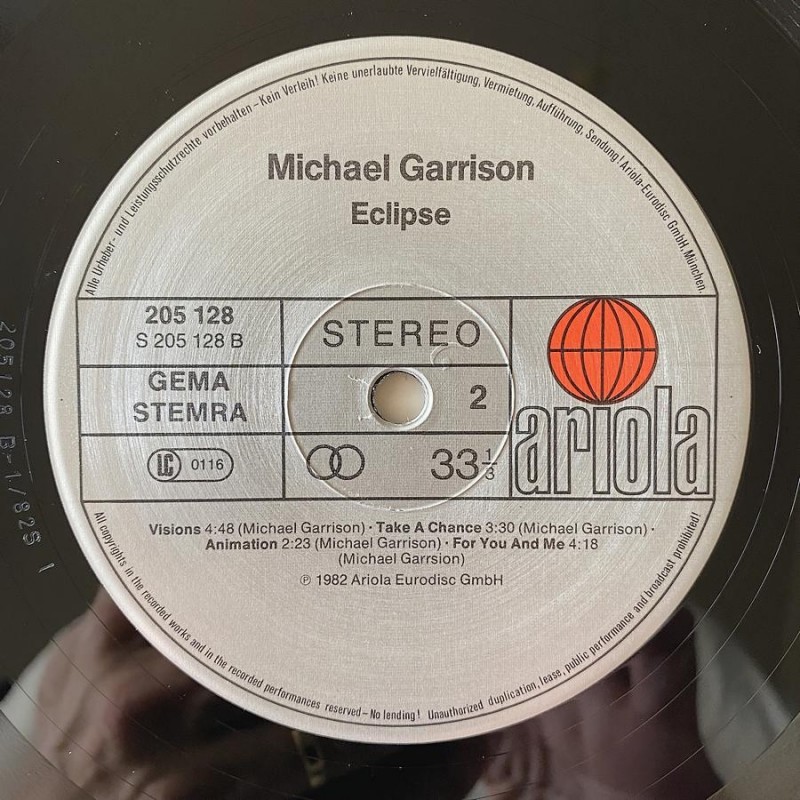 Alle Urheber- und Leistungsschutzrechte vorbehalten – Kein Verleih! Keine unerlaubte Vervielfältigung, Vermietung, Aufführung, Sendung! Ariola-Eurodisc GmbH, München.
Michael Garrison
Eclipse
205 128
S 205 128 B
STEREO
GEMA
STEMRA
2
LC 0116
33 1/3
ariola
Visions 4:48 (Michael Garrison) · Take A Chance 3:30 (Michael Garrison) ·
Animation 2:23 (Michael Garrison) · For You And Me 4:18
(Michael Garrsion)
℗ 1982 Ariola Eurodisc GmbH
All copyrights in the recorded works and in the recorded performances reserved – No lending! Unauthorized duplication, lease, public performance and broadcast prohibited!
205128 B-1/82S 1